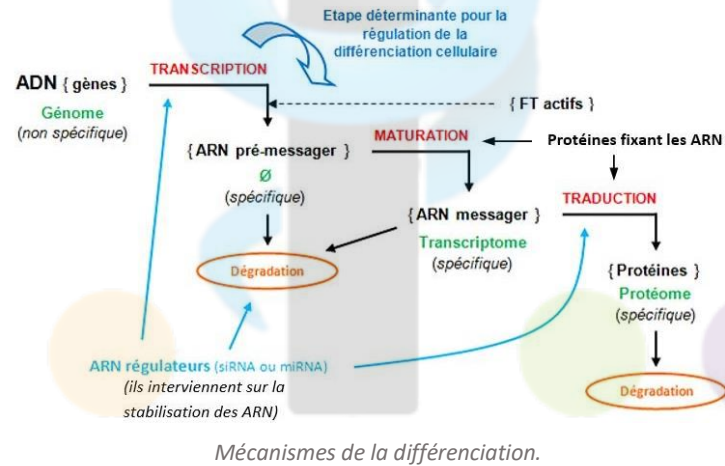 Etape déterminante pour la
régulation de la
différenciation cellulaire
TRANSCRIPTION
ADN { gènes }
Génome
(non spécifique)
{ FT actifs }
MATURATION
Protéines fixant les ARN
{ ARN pré-messager }
Ø
(spécifique)
TRADUCTION
{ ARN messager }
Transcriptome
(spécifique)
Dégradation
{ Protéines }
Protéome
(spécifique)
ARN régulateurs (siRNA ou miRNA)
(ils interviennent sur la
stabilisation des ARN)
Dégradation
Mécanismes de la différenciation.